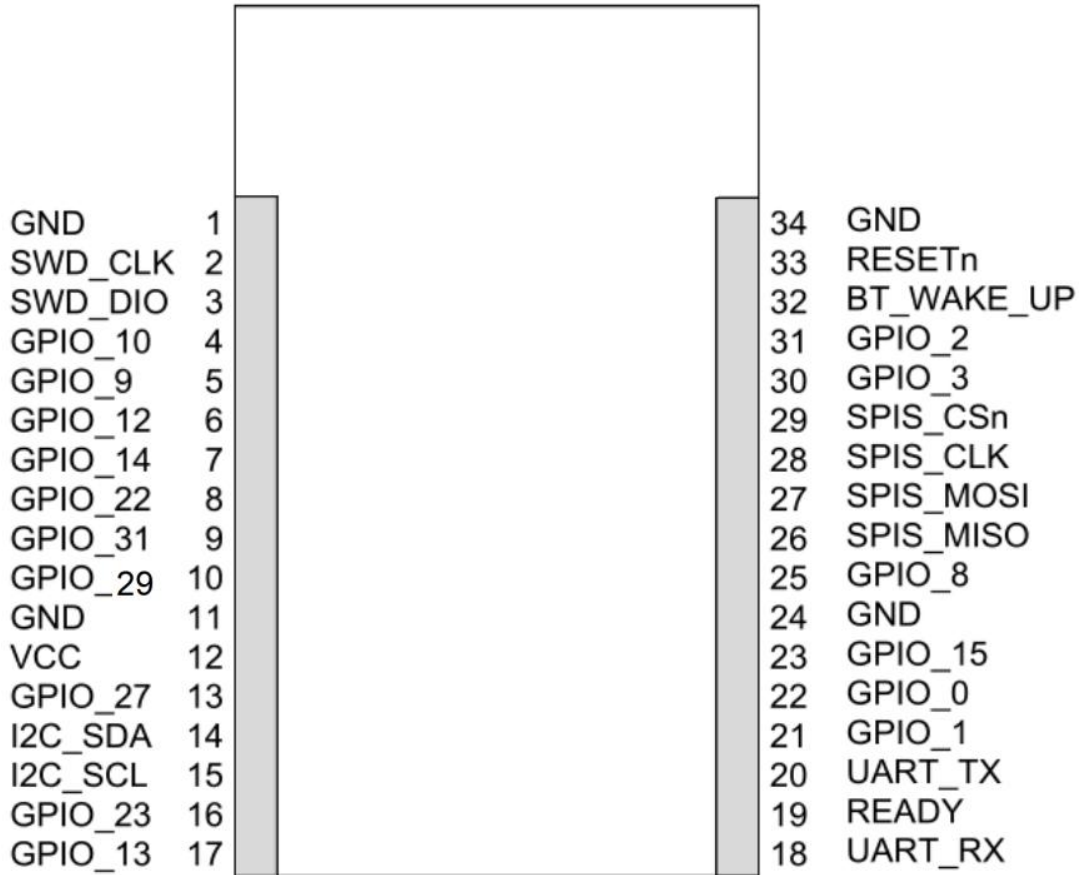 GND 1
SWD_CLK 2
SWD_DIO 3
GPIO_10 4
GPIO_9 5
GPIO_12 6
GPIO_14 7
GPIO_22 8
GPIO_31 9
GPIO_29 10
GND 11
VCC 12
GPIO_27 13
I2C_SDA 14
I2C_SCL 15
GPIO_23 16
GPIO_13 17
34 GND
33 RESETn
32 BT_WAKE_UP
31 GPIO_2
30 GPIO_3
29 SPIS_CSn
28 SPIS_CLK
27 SPIS_MOSI
26 SPIS_MISO
25 GPIO_8
24 GND
23 GPIO_15
22 GPIO_0
21 GPIO_1
20 UART_TX
19 READY
18 UART_RX